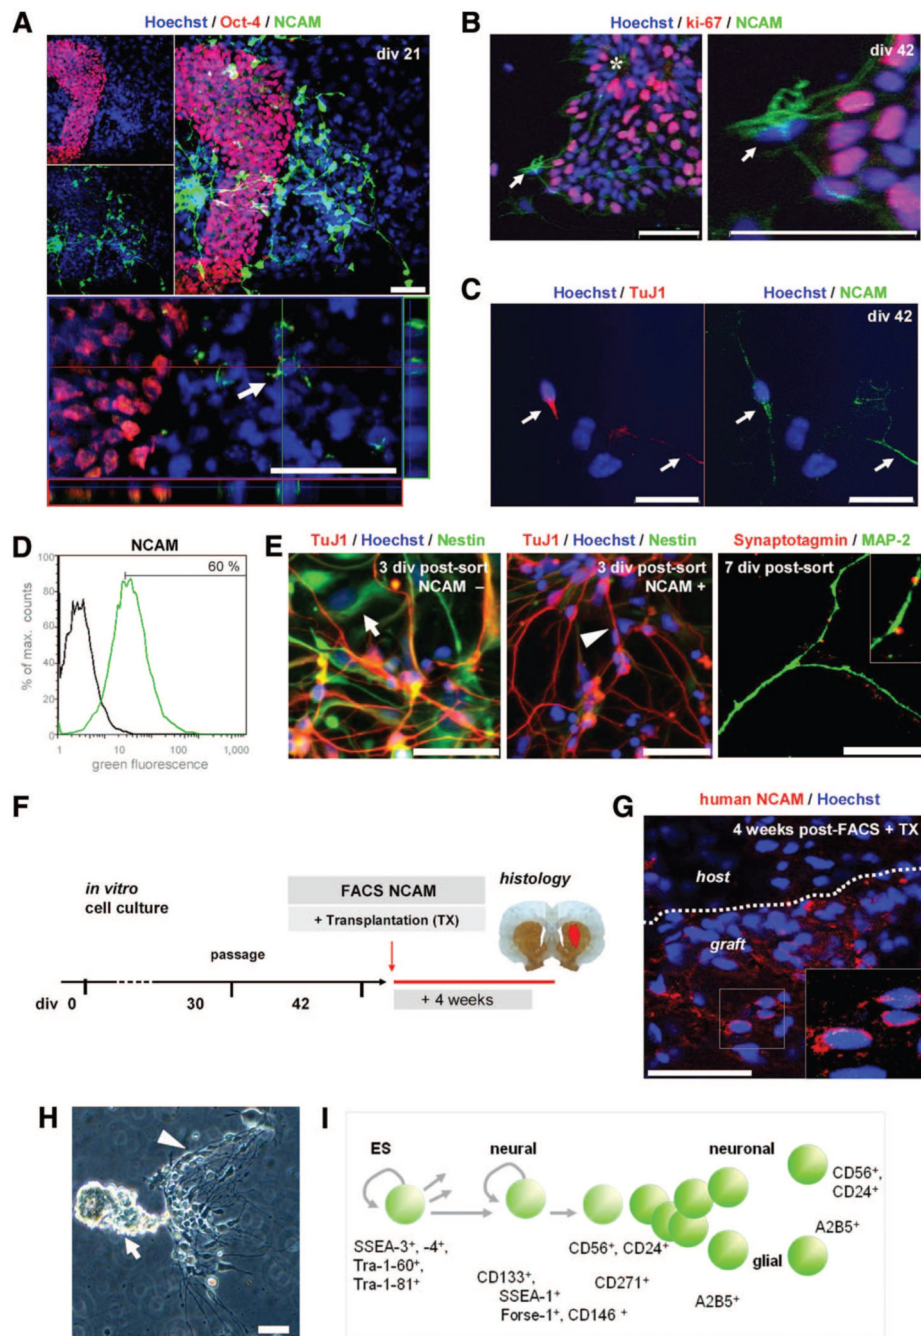 A
Hoechst / Oct-4 / NCAM
div 21
B
Hoechst / ki-67 / NCAM
*
div 42
C
Hoechst / TuJ1
Hoechst / NCAM
div 42
D
NCAM
60 %
100
80
60
40
20
0
% of max. counts
1
10
100
1,000
green fluorescence
E
TuJ1 / Hoechst / Nestin
3 div post-sort
NCAM –
TuJ1 / Hoechst / Nestin
3 div post-sort
NCAM +
Synaptotagmin / MAP-2
7 div post-sort
F
in vitro
cell culture
FACS NCAM
+ Transplantation (TX)
histology
passage
div 0
30
42
+ 4 weeks
G
human NCAM / Hoechst
4 weeks post-FACS + TX
host
graft
H
I
ES
neural
neuronal
glial
SSEA-3⁺, -4⁺,
Tra-1-60⁺,
Tra-1-81⁺
CD133⁺,
SSEA-1⁺
Forse-1⁺, CD146 ⁺
CD56⁺, CD24⁺
CD271⁺
A2B5⁺
CD56⁺,
CD24⁺
A2B5⁺